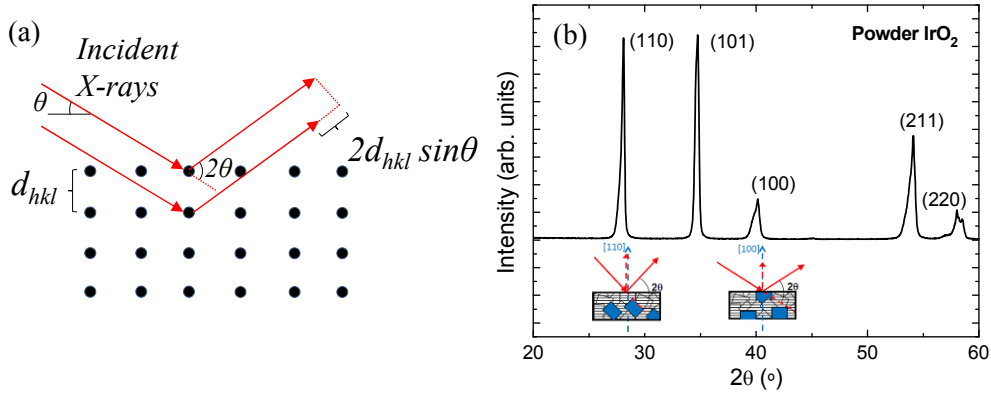 (a)
Incident
X-rays
θ
2θ
d_hkl
2d_hkl sinθ
(b)
Powder IrO₂
(110)
(101)
(100)
(211)
(220)
[110]
[100]
2θ
2θ
Intensity (arb. units)
20
30
40
50
60
2θ (o)